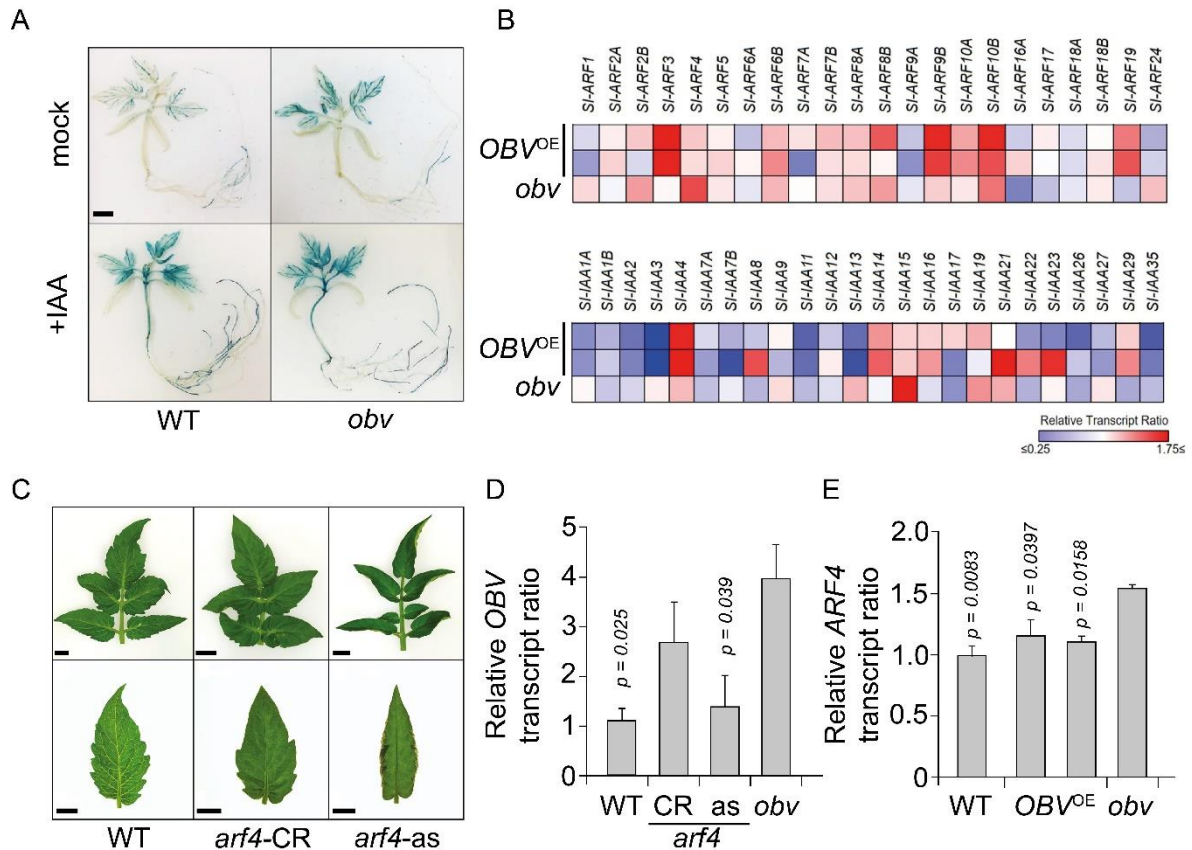 A
mock
+IAA
WT
obv
B
Sl-ARF1
Sl-ARF2A
Sl-ARF2B
Sl-ARF3
Sl-ARF4
Sl-ARF5
Sl-ARF6A
Sl-ARF6B
Sl-ARF7A
Sl-ARF7B
Sl-ARF8A
Sl-ARF8B
Sl-ARF9A
Sl-ARF9B
Sl-ARF10A
Sl-ARF10B
Sl-ARF16A
Sl-ARF17
Sl-ARF18A
Sl-ARF18B
Sl-ARF19
Sl-ARF24
OBVOE
obv
Sl-IAA1A
Sl-IAA1B
Sl-IAA2
Sl-IAA3
Sl-IAA4
Sl-IAA7A
Sl-IAA7B
Sl-IAA8
Sl-IAA9
Sl-IAA11
Sl-IAA12
Sl-IAA13
Sl-IAA14
Sl-IAA15
Sl-IAA16
Sl-IAA17
Sl-IAA19
Sl-IAA21
Sl-IAA22
Sl-IAA23
Sl-IAA26
Sl-IAA27
Sl-IAA29
Sl-IAA35
OBVOE
obv
Relative Transcript Ratio
≤0.25 1.75≤
C
WT
arf4-CR
arf4-as
D
Relative OBV
transcript ratio
5
4
3
2
1
0
p = 0.025
p = 0.039
WT CR as obv
arf4
E
Relative ARF4
transcript ratio
2.0
1.5
1.0
0.5
0
p = 0.0083
p = 0.0397
p = 0.0158
WT OBVOE obv